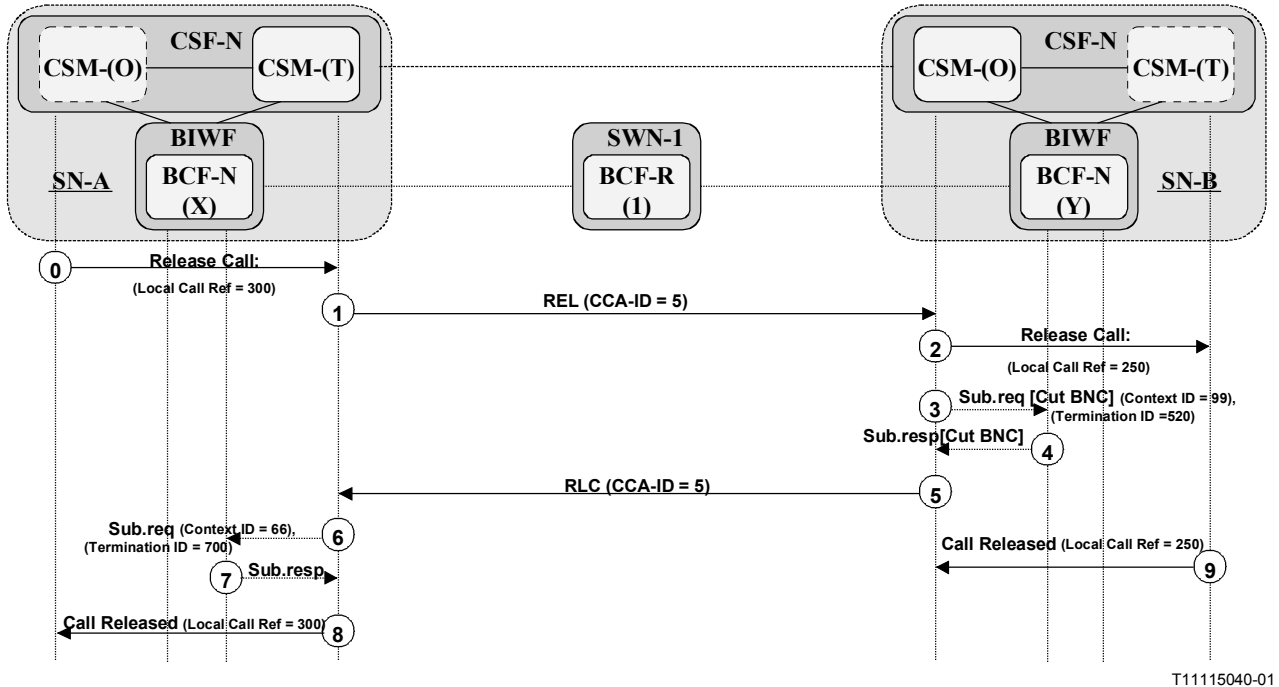 CSF-N
CSM-(O)
CSM-(T)
BIWF
BCF-N
(X)
SN-A
SWN-1
BCF-R
(1)
CSF-N
CSM-(O)
CSM-(T)
BIWF
BCF-N
(Y)
SN-B
0
Release Call:
(Local Call Ref = 300)
1
REL (CCA-ID = 5)
2
Release Call:
(Local Call Ref = 250)
3
Sub.req [Cut BNC] (Context ID = 99),
(Termination ID =520)
Sub.resp[Cut BNC]
4
RLC (CCA-ID = 5)
5
Sub.req (Context ID = 66),
(Termination ID = 700)
6
7
Sub.resp
Call Released (Local Call Ref = 250)
9
Call Released (Local Call Ref = 300)
8
T11115040-01